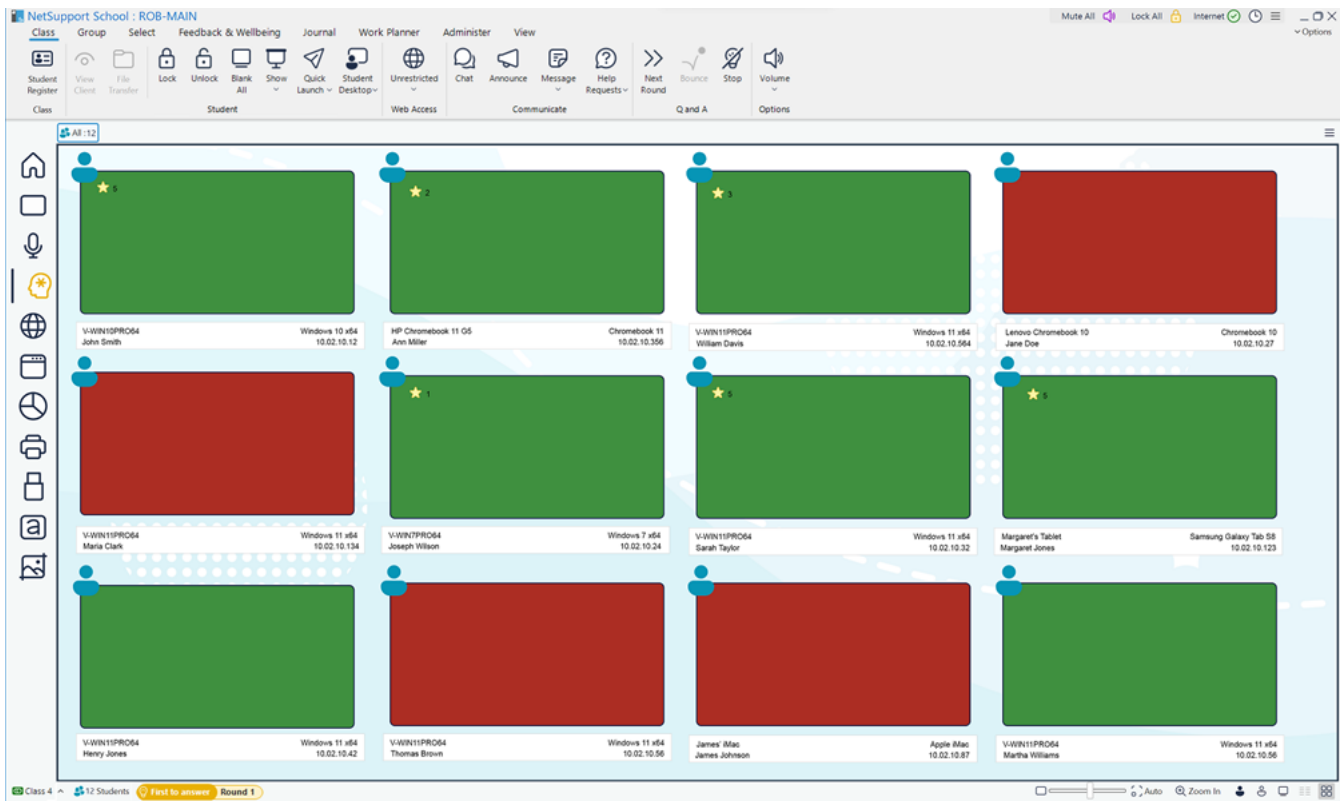 NetSupport School : ROB-MAIN
Mute All Lock All Internet
Class Group Select Feedback & Wellbeing Journal Work Planner Administer View
Options
Student Register
View Client
File Transfer
Lock
Unlock
Blank All
Show
Quick Launch
Student Desktop
Unrestricted
Chat
Announce
Message
Help Requests
Next Round
Bounce
Stop
Volume
Class Student Web Access Communicate Q and A Options
All :12
5 2 3
V-WIN10PRO64 Windows 10 x64
John Smith 10.02.10.12
HP Chromebook 11 G5 Chromebook 11
Ann Miller 10.02.10.356
V-WIN11PRO64 Windows 11 x64
William Davis 10.02.10.564
Lenovo Chromebook 10 Chromebook 10
Jane Doe 10.02.10.27
1 5 5
V-WIN11PRO64 Windows 11 x64
Maria Clark 10.02.10.134
V-WIN7PRO64 Windows 7 x64
Joseph Wilson 10.02.10.24
V-WIN11PRO64 Windows 11 x64
Sarah Taylor 10.02.10.32
Margaret's Tablet Samsung Galaxy Tab S8
Margaret Jones 10.02.10.123
V-WIN11PRO64 Windows 11 x64
Henry Jones 10.02.10.42
V-WIN11PRO64 Windows 11 x64
Thomas Brown 10.02.10.56
James' iMac Apple iMac
James Johnson 10.02.10.87
V-WIN11PRO64 Windows 11 x64
Martha Williams 10.02.10.56
Class 4 12 Students First to answer Round 1 Auto Zoom In